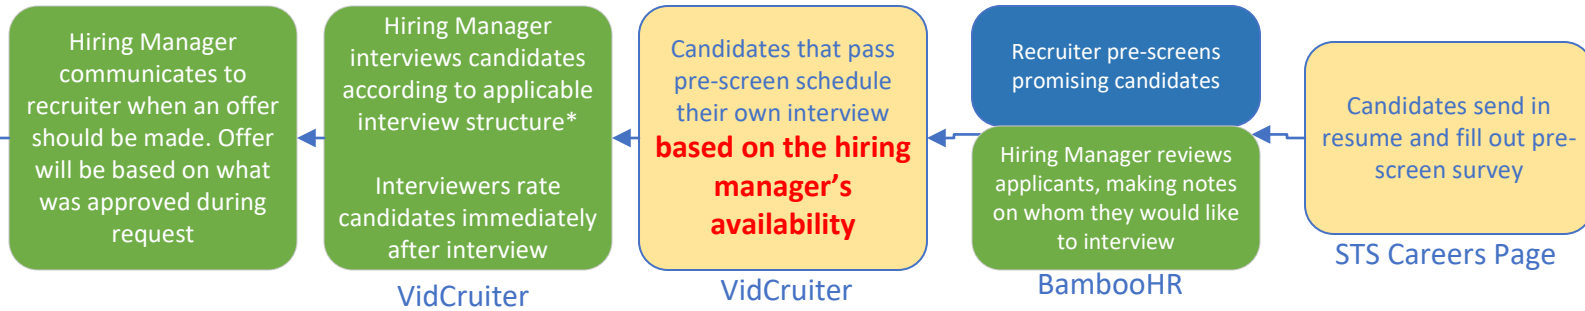 Hiring Manager
communicates to
recruiter when an offer
should be made. Offer
will be based on what
was approved during
request
Hiring Manager
interviews candidates
according to applicable
interview structure*
Interviewers rate
candidates immediately
after interview
VidCruiter
Candidates that pass
pre-screen schedule
their own interview
based on the hiring
manager’s
availability
VidCruiter
Recruiter pre-screens
promising candidates
Hiring Manager reviews
applicants, making notes
on whom they would like
to interview
BambooHR
Candidates send in
resume and fill out pre-
screen survey
STS Careers Page